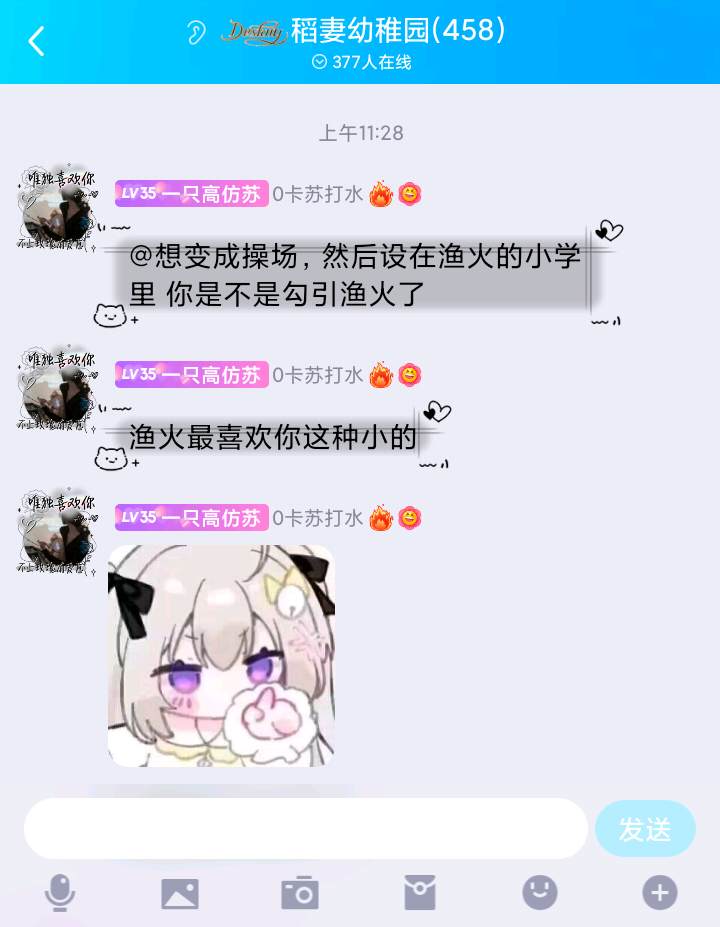 Destiny 稻妻幼稚园(458)
377人在线
上午11:28
唯独喜欢你
LV35 一只高仿苏 0卡苏打水
@想变成操场，然后设在渔火的小学
里 你是不是勾引渔火了
唯独喜欢你
LV35 一只高仿苏 0卡苏打水
渔火最喜欢你这种小的
唯独喜欢你
LV35 一只高仿苏 0卡苏打水
发送